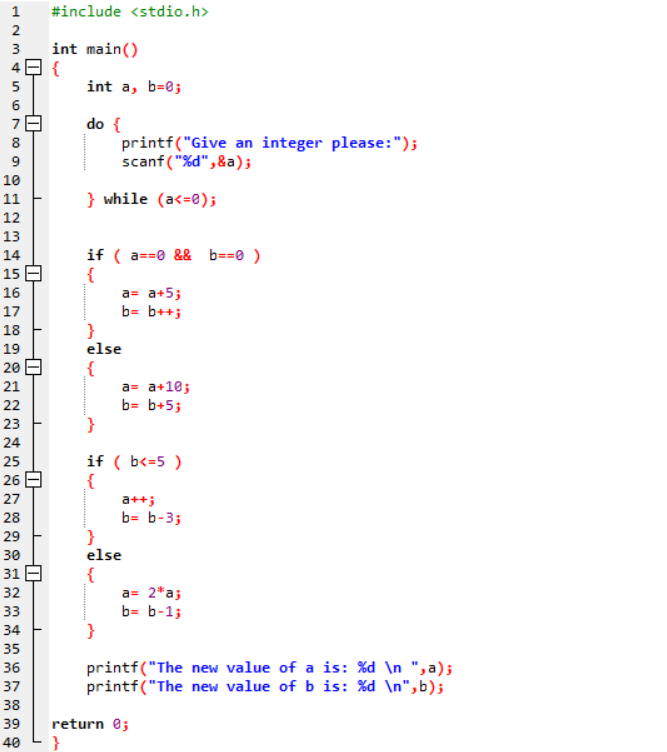 1 #include <stdio.h>
2
3 int main()
4 {
5 int a, b=0;
6
7 do {
8 printf("Give an integer please:");
9 scanf("%d",&a);
10
11 } while (a<=0);
12
13
14 if ( a==0 && b==0 )
15 {
16 a= a+5;
17 b= b++;
18 }
19 else
20 {
21 a= a+10;
22 b= b+5;
23 }
24
25 if ( b<=5 )
26 {
27 a++;
28 b= b-3;
29 }
30 else
31 {
32 a= 2*a;
33 b= b-1;
34 }
35
36 printf("The new value of a is: %d \n ",a);
37 printf("The new value of b is: %d \n",b);
38
39 return 0;
40 }